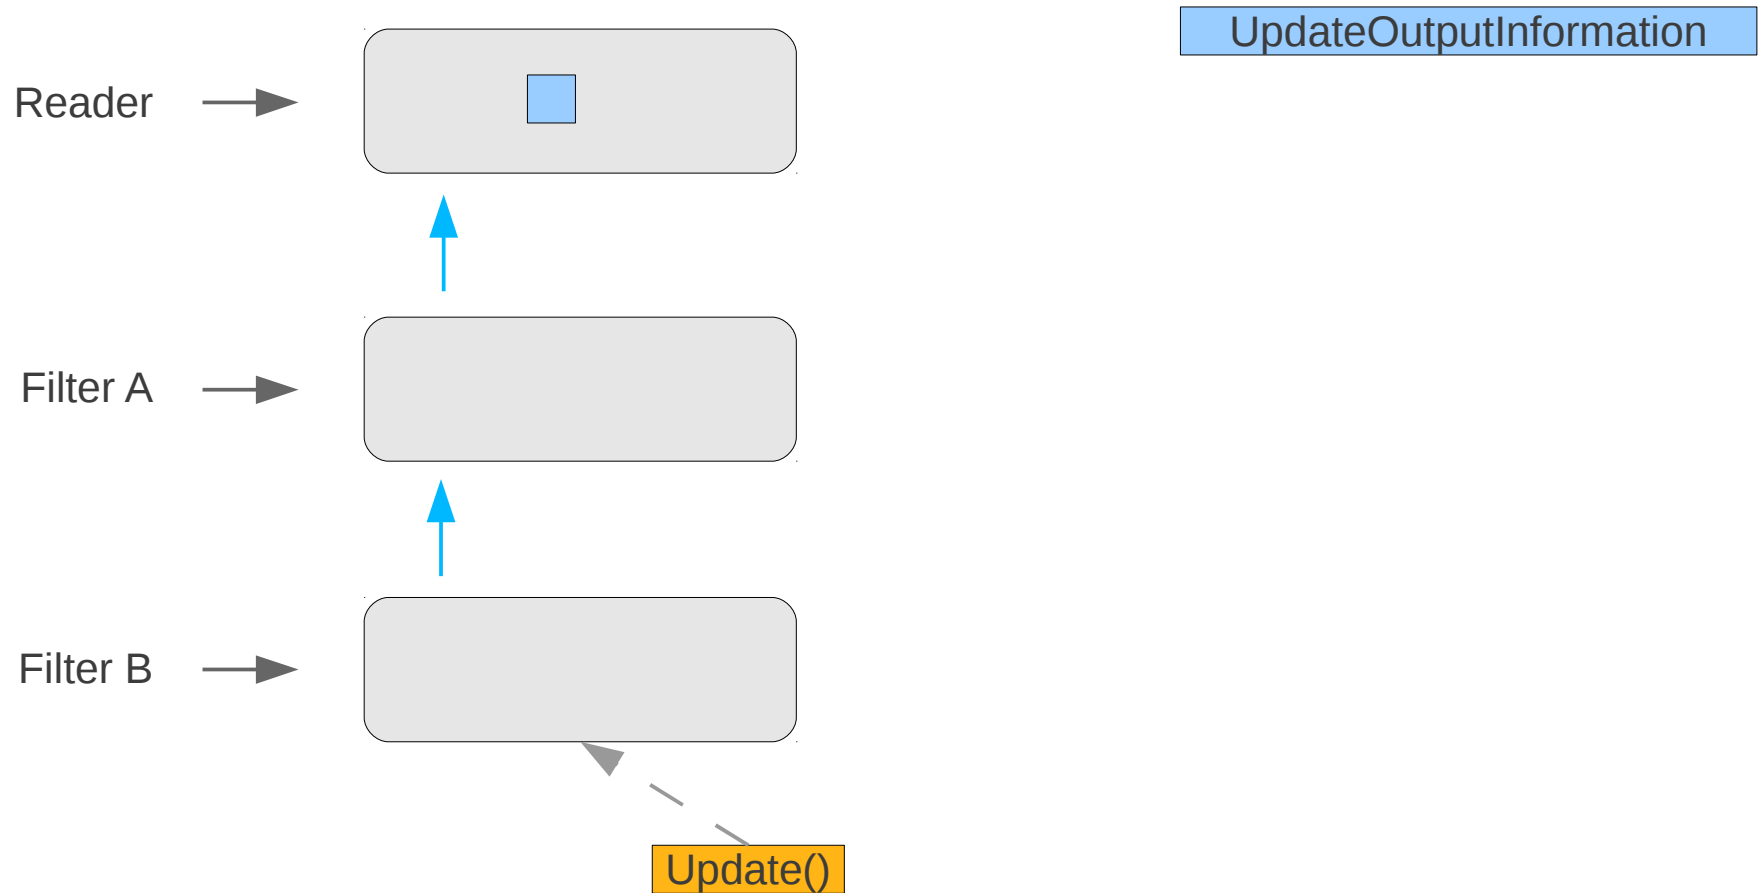 UpdateOutputInformation
Reader
Filter A
Filter B
Update()